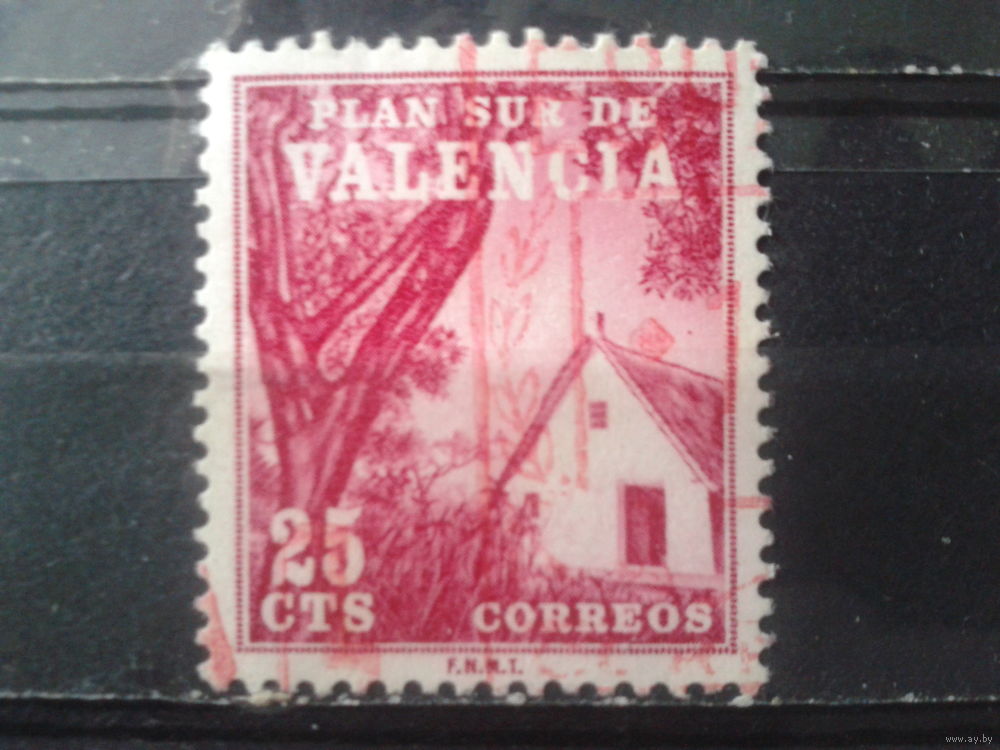 PLAN SUR DE
VALENCIA
25
CTS
CORREOS
F.N.M.T.
www.ay.by